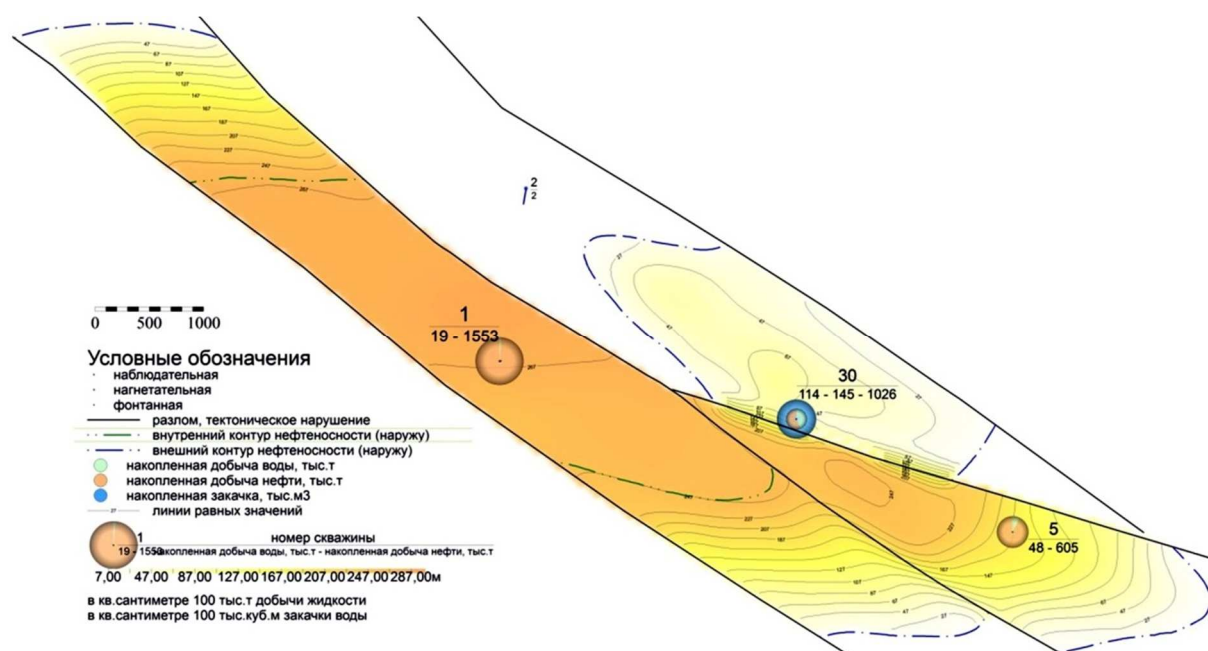 2
2
1
19 - 1553
30
114 - 145 - 1026
5
48 - 605
0 500 1000
Условные обозначения
наблюдательная
нагнетательная
фонтанная
разлом, тектоническое нарушение
внутренний контур нефтеносности (наружу)
внешний контур нефтеносности (наружу)
накопленная добыча воды, тыс.т
накопленная добыча нефти, тыс.т
накопленная закачка, тыс.м3
27 линии равных значений
1 номер скважины
19 - 1553 накопленная добыча воды, тыс.т - накопленная добыча нефти, тыс.т
7,00 47,00 87,00 127,00 167,00 207,00 247,00 287,00м
в кв.сантиметре 100 тыс.т добычи жидкости
в кв.сантиметре 100 тыс.куб.м закачки воды